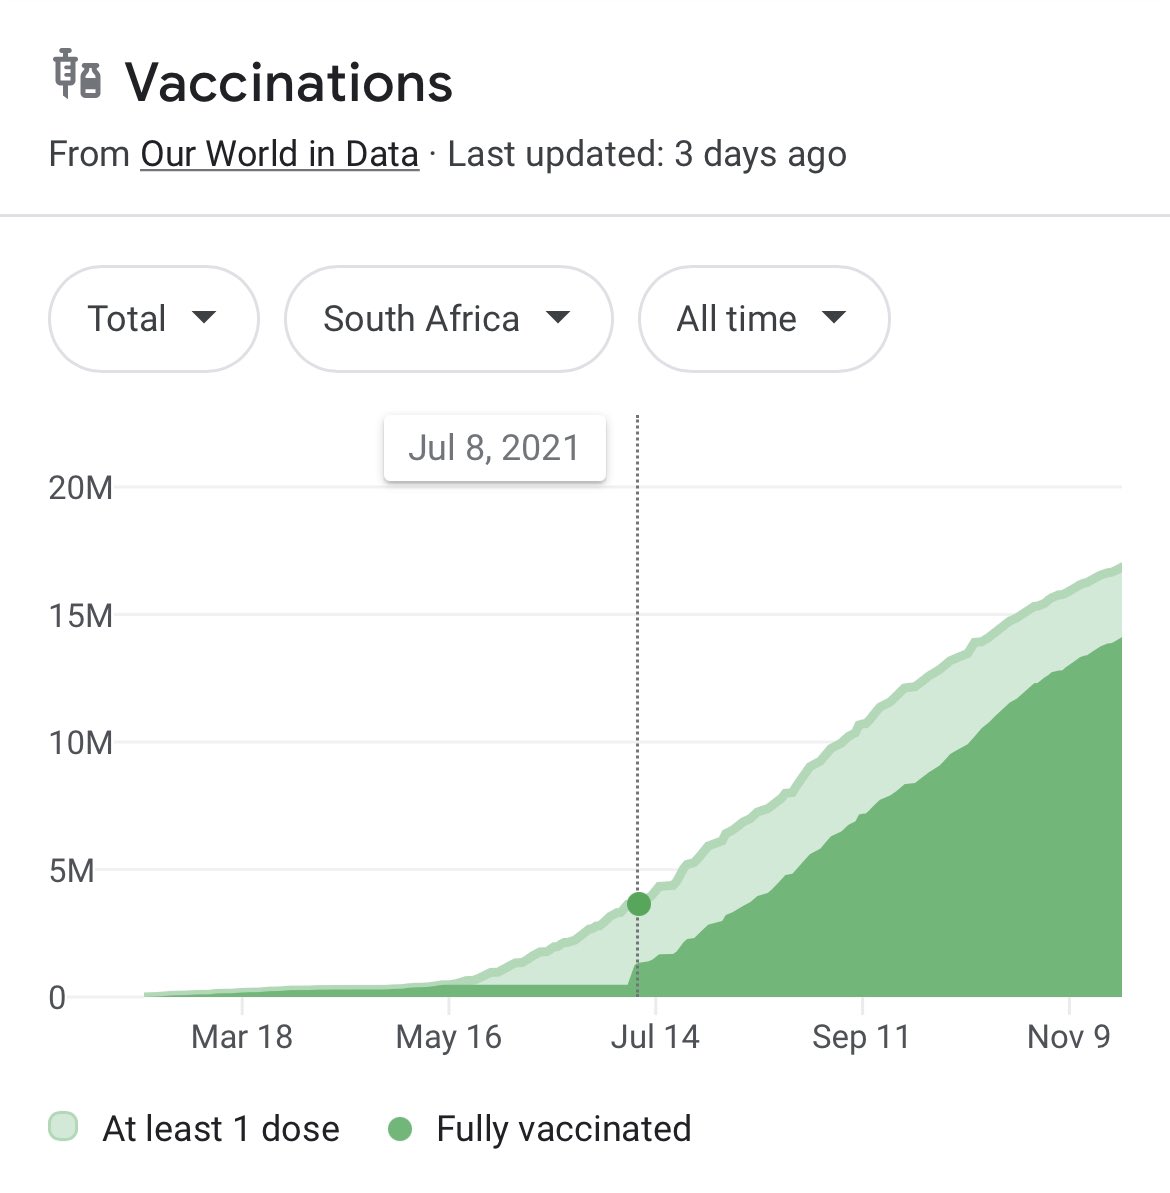 Vaccinations
From Our World in Data · Last updated: 3 days ago
Total South Africa All time
Jul 8, 2021
20M
15M
10M
5M
0
Mar 18 May 16 Jul 14 Sep 11 Nov 9
At least 1 dose Fully vaccinated